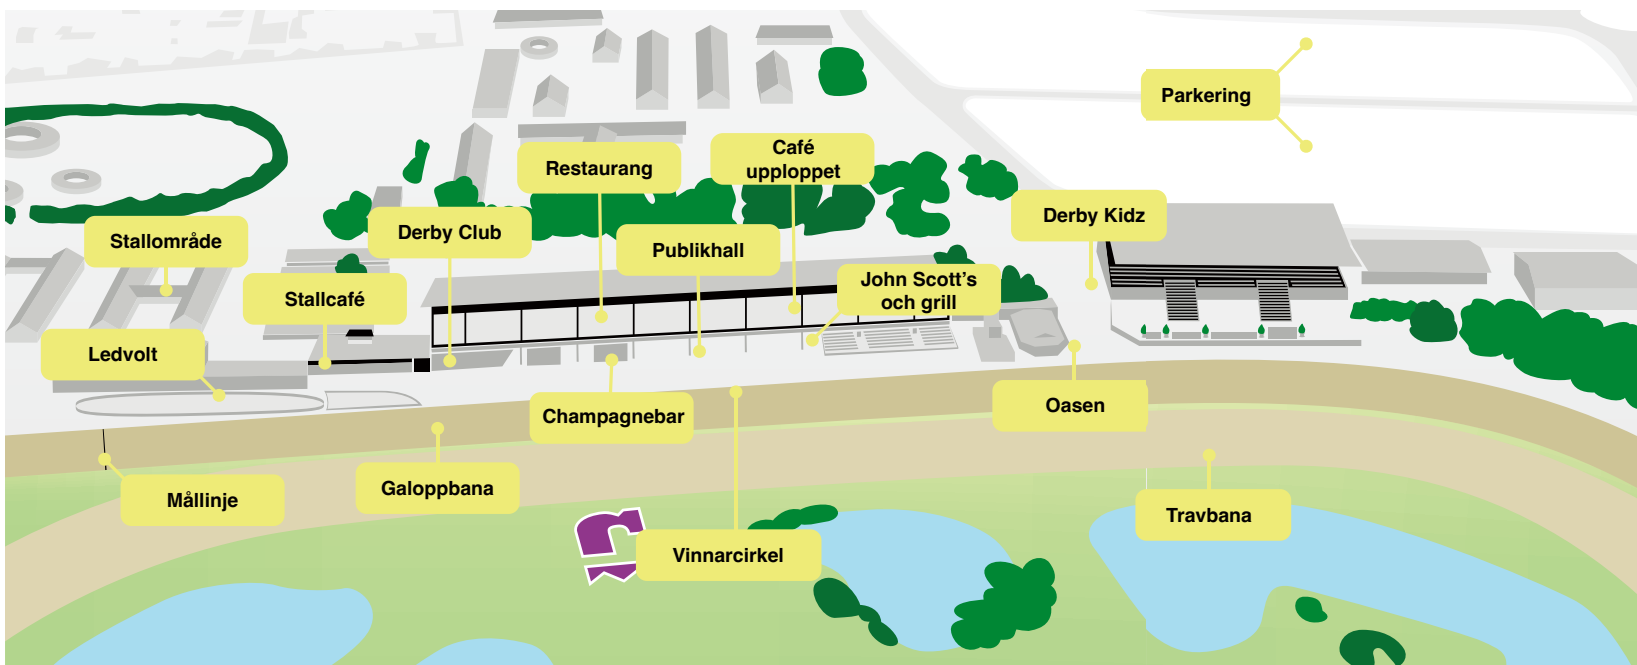 Parkering
Restaurang
Café
upploppet
Derby Kidz
Stallområde
Derby Club
Publikhall
Stallcafé
John Scott's
och grill
Ledvolt
Champagnebar
Oasen
Mållinje
Galoppbana
Travbana
Vinnarcirkel